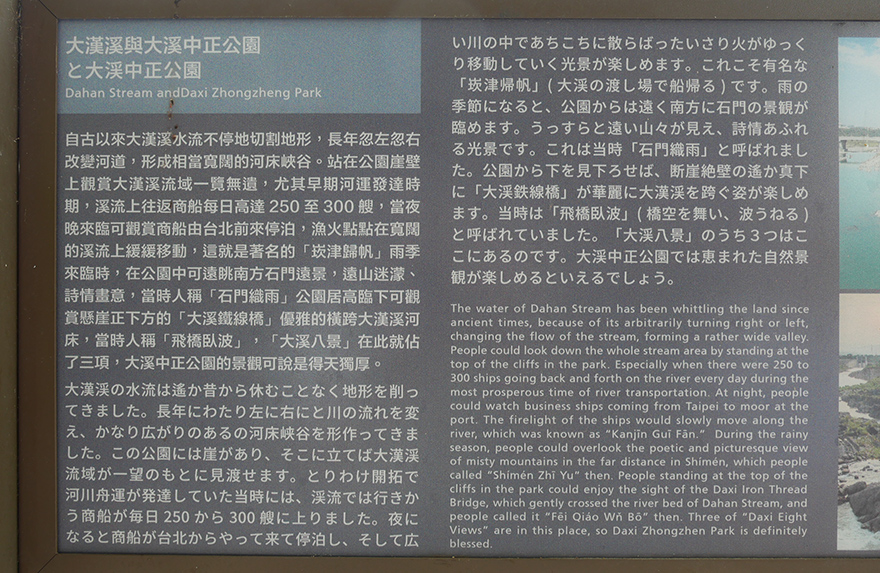 大漢溪與大溪中正公園
と大渓中正公園
Dahan Stream andDaxi Zhongzheng Park
自古以來大漢溪水流不停地切割地形，長年忽左忽右
改變河道，形成相當寬闊的河床峽谷。站在公園崖壁
上觀賞大漢溪流域一覽無遺，尤其早期河運發達時
期，溪流上往返商船每日高達 250 至 300 艘，當夜
晚來臨可觀賞商船由台北前來停泊，漁火點點在寬闊
的溪流上緩緩移動，這就是著名的「崁津歸帆」雨季
來臨時，在公園中可遠眺南方石門遠景，遠山迷濛、
詩情畫意，當時人稱「石門織雨」公園居高臨下可觀
賞懸崖正下方的「大溪鐵線橋」優雅的橫跨大漢溪河
床，當時人稱「飛橋臥波」，「大溪八景」在此就佔
了三項，大溪中正公園的景觀可說是得天獨厚。
大漢渓の水流は遙か昔から休むことなく地形を削っ
てきました。長年にわたり左に右にと川の流れを変
え、かなり広がりのあるの河床峡谷を形作ってきま
した。この公園には崖があり、そこに立てば大漢渓
流域が一望のもとに見渡せます。とりわけ開拓で
河川舟運が発達していた当時には、渓流では行きか
う商船が毎日 250 から 300 艘に上りました。夜に
なると商船が台北からやって来て停泊し、そして広
い川の中であちこちに散らばったいさり火がゆっく
り移動していく光景が楽しめます。これこそ有名な
「崁津帰帆」( 大渓の渡し場で船帰る ) です。雨の
季節になると、公園からは遠く南方に石門の景観が
臨めます。うっすらと遠い山々が見え、詩情あふれ
る光景です。これは当時「石門織雨」と呼ばれまし
た。公園から下を見下ろせば、断崖絶壁の遙か真下
に「大渓鉄線橋」が華麗に大漢渓を跨ぐ姿が楽しめ
ます。当時は「飛橋臥波」( 橋空を舞い、波うねる )
と呼ばれていました。「大渓八景」のうち３つはこ
こにあるのです。大渓中正公園では恵まれた自然景
観が楽しめるといえるでしょう。
The water of Dahan Stream has been whittling the land since
ancient times, because of its arbitrarily turning right or left,
changing the flow of the stream, forming a rather wide valley.
People could look down the whole stream area by standing at the
top of the cliffs in the park. Especially when there were 250 to
300 ships going back and forth on the river every day during the
most prosperous time of river transportation. At night, people
could watch business ships coming from Taipei to moor at the
port. The firelight of the ships would slowly move along the
river, which was known as “Kanjīn Guī Fān.” During the rainy
season, people could overlook the poetic and picturesque view
of misty mountains in the far distance in Shímén, which people
called “Shímén Zhī Yu” then. People standing at the top of the
cliffs in the park could enjoy the sight of the Daxi Iron Thread
Bridge, which gently crossed the river bed of Dahan Stream, and
people called it “Fēi Qiáo Wň Bō” then. Three of “Daxi Eight
Views” are in this place, so Daxi Zhongzhen Park is definitely
blessed.